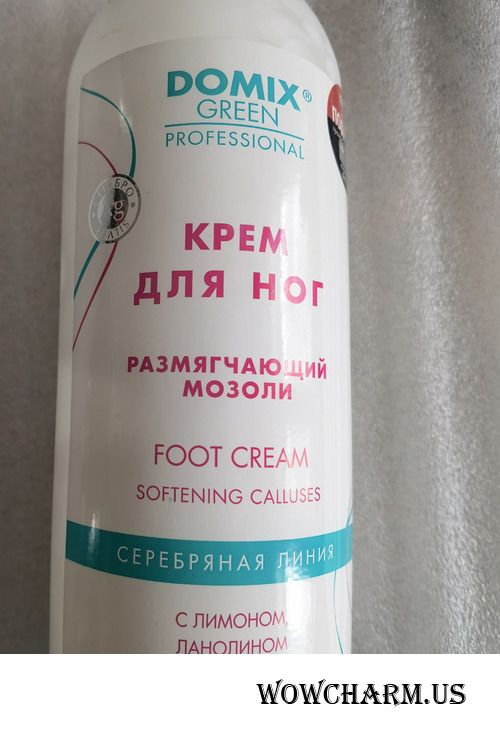 DOMIX®
GREEN
PROFESSIONAL
КРЕМ
ДЛЯ НОГ
РАЗМЯГЧАЮЩИЙ
МОЗОЛИ
FOOT CREAM
SOFTENING CALLUSES
СЕРЕБРЯНАЯ ЛИНИЯ
С ЛИМОНОМ,
ЛАНОЛИНОМ
WOWCHARM.US